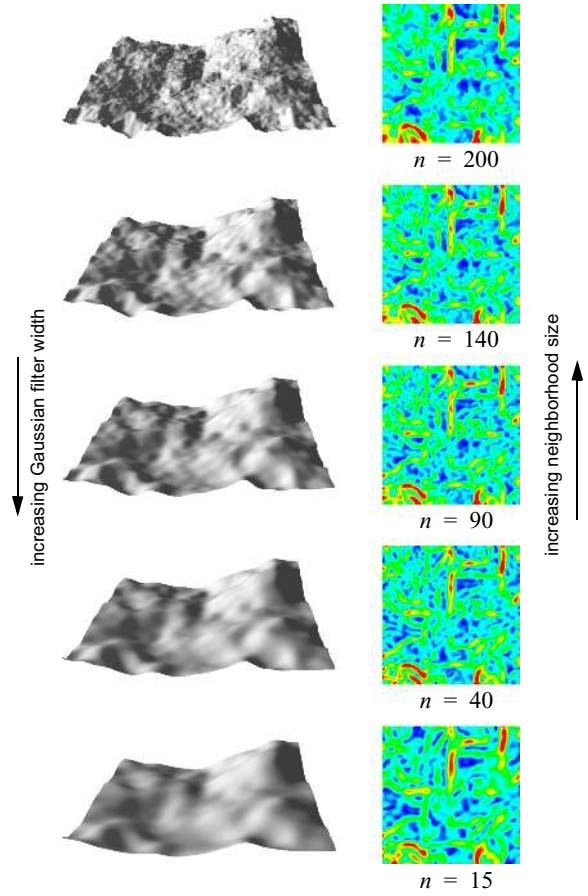 n = 200
n = 140
increasing Gaussian filter width
increasing neighborhood size
n = 90
n = 40
n = 15